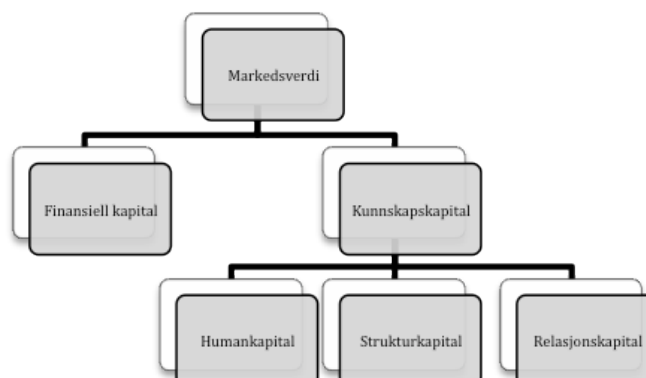 Markedsverdi
Finansiell kapital
Kunnskapskapital
Humankapital
Strukturkapital
Relasjonskapital